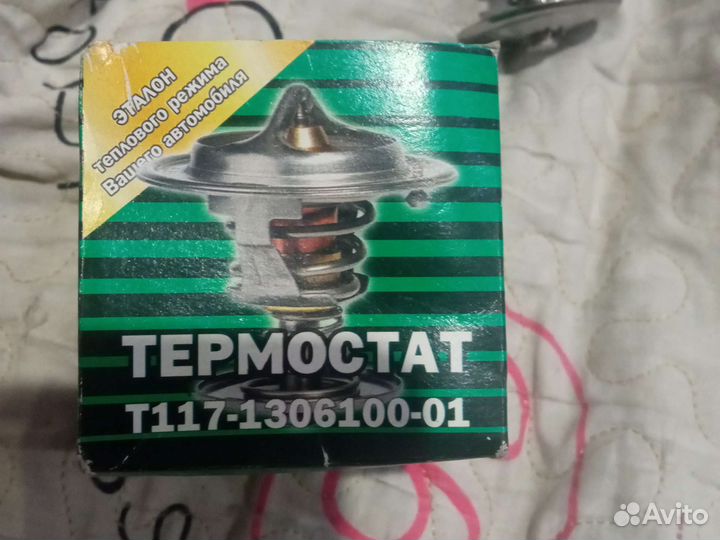 ЭТАЛОН
теплового режима
Вашего автомобиля
ТЕРМОСТАТ
Т117-1306100-01
Avito